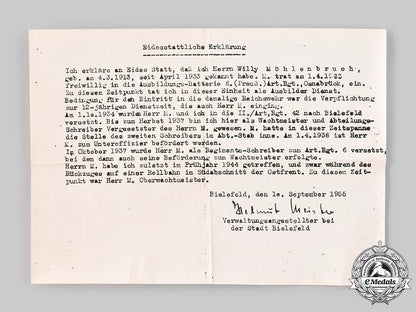 Eidesstattliche Erklärung
Ich erkläre an Eides Statt, daß ich Herrn Willy Möhlenbruch,
geb. am 4.3.1913, seit April 1933 gekannt habe. M. trat am 1.4.1933
freiwillig in die Ausbildungs-Batterie 6.(Preuß.)Art.Rgt., Osnabrück, ein.
Zu diesem Zeitpunkt tat ich in dieser Einheit als Ausbilder Dienst.
Bedingung für den Eintritt in die damalige Reichswehr war die Verpflichtung
zur 12-jährigen Dienstzeit, die auch Herr M. einging.
Am 1.10.1934 wurde Herr M. und ich in die II./Art.Rgt. 42 nach Bielefeld
versetzt. Bis zum Herbst 1937 bin ich hier als Wachtmeister und Abteilungs-
Schreiber Vorgesetzter des Herrn M. gewesen. M. hatte in dieser Zeitspanne
die Stelle des zweiten Schreibers im Abt.-Stab inne. Am 1.4.1936 ist Herr
M. zum Unteroffizier befördert worden.
Im Oktober 1937 wurde Herr M. als Regiments-Schreiber zum Art.Rgt. 6 versetzt,
bei dem dann auch seine Beförderung zum Wachtmeister erfolgte.
Herrn M. habe ich zuletzt im Frühjahr 1944 getroffen, und zwar während des
Rückzuges auf einer Rollbahn im Südabschnitt der Ostfront. Zu diesem Zeit-
punkt war Herr M. Oberwachtmeister.
Bielefeld, den 1. September 1955
Helmut
Verwaltungsangestellter bei
der Stadt Bielefeld
eMedals